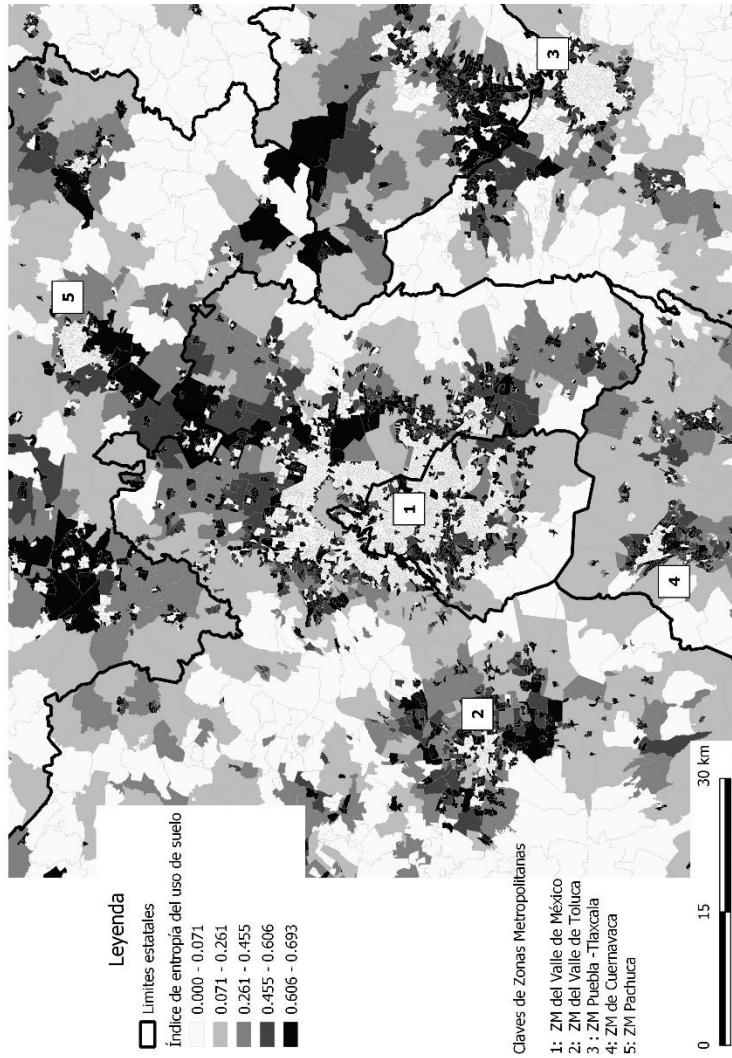 Leyenda
Limites estatales
Índice de entropía del uso de suelo
0.000 - 0.071
0.071 - 0.261
0.261 - 0.455
0.455 - 0.606
0.606 - 0.693
Claves de Zonas Metropolitanas
1: ZM del Valle de México
2: ZM del Valle de Toluca
3 : ZM Puebla -Tlaxcala
4: ZM de Cuernavaca
5: ZM Pachuca
0 15 30 km
5
3
1
2
4